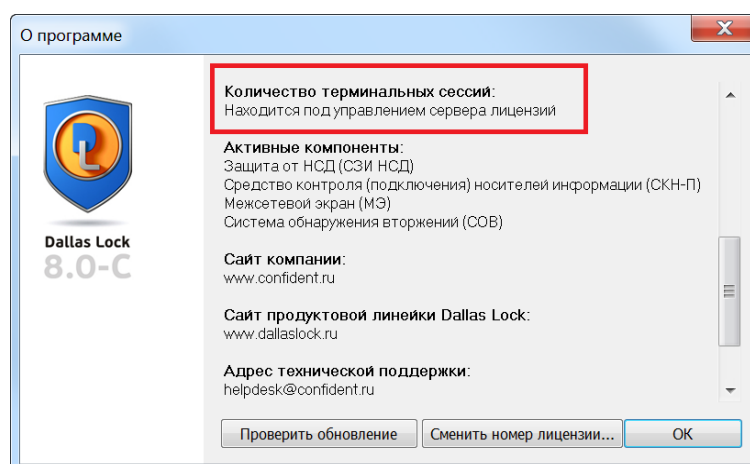 О программе
Количество терминальных сессий:
Находится под управлением сервера лицензий
Активные компоненты:
Защита от НСД (СЗИ НСД)
Средство контроля (подключения) носителей информации (СКН-П)
Межсетевой экран (МЭ)
Система обнаружения вторжений (СОВ)
Dallas Lock
8.0-C
Сайт компании:
www.confident.ru
Сайт продуктовой линейки Dallas Lock:
www.dallaslock.ru
Адрес технической поддержки:
helpdesk@confident.ru
Проверить обновление
Сменить номер лицензии...
ОК